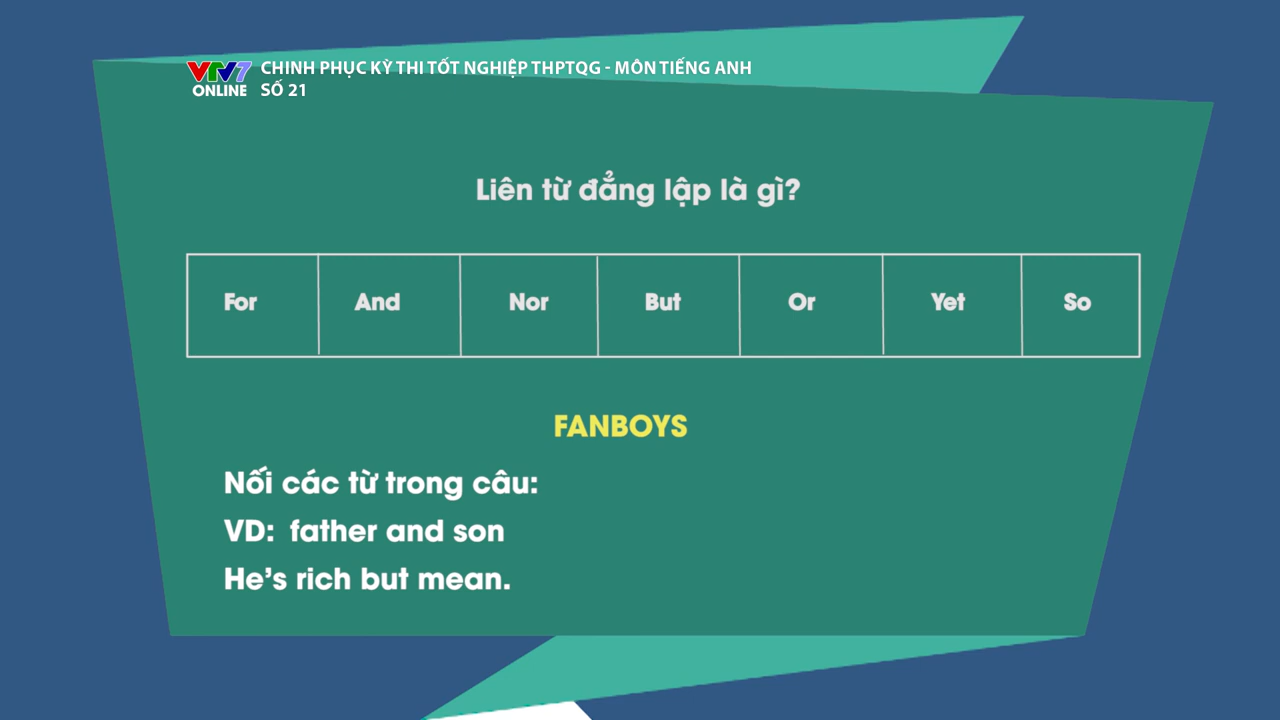 VTV7 CHINH PHỤC KỲ THI TỐT NGHIỆP THPTQG - MÔN TIẾNG ANH
ONLINE SỐ 21
Liên từ đẳng lập là gì?
For And Nor But Or Yet So
FANBOYS
Nối các từ trong câu:
VD: father and son
He's rich but mean.